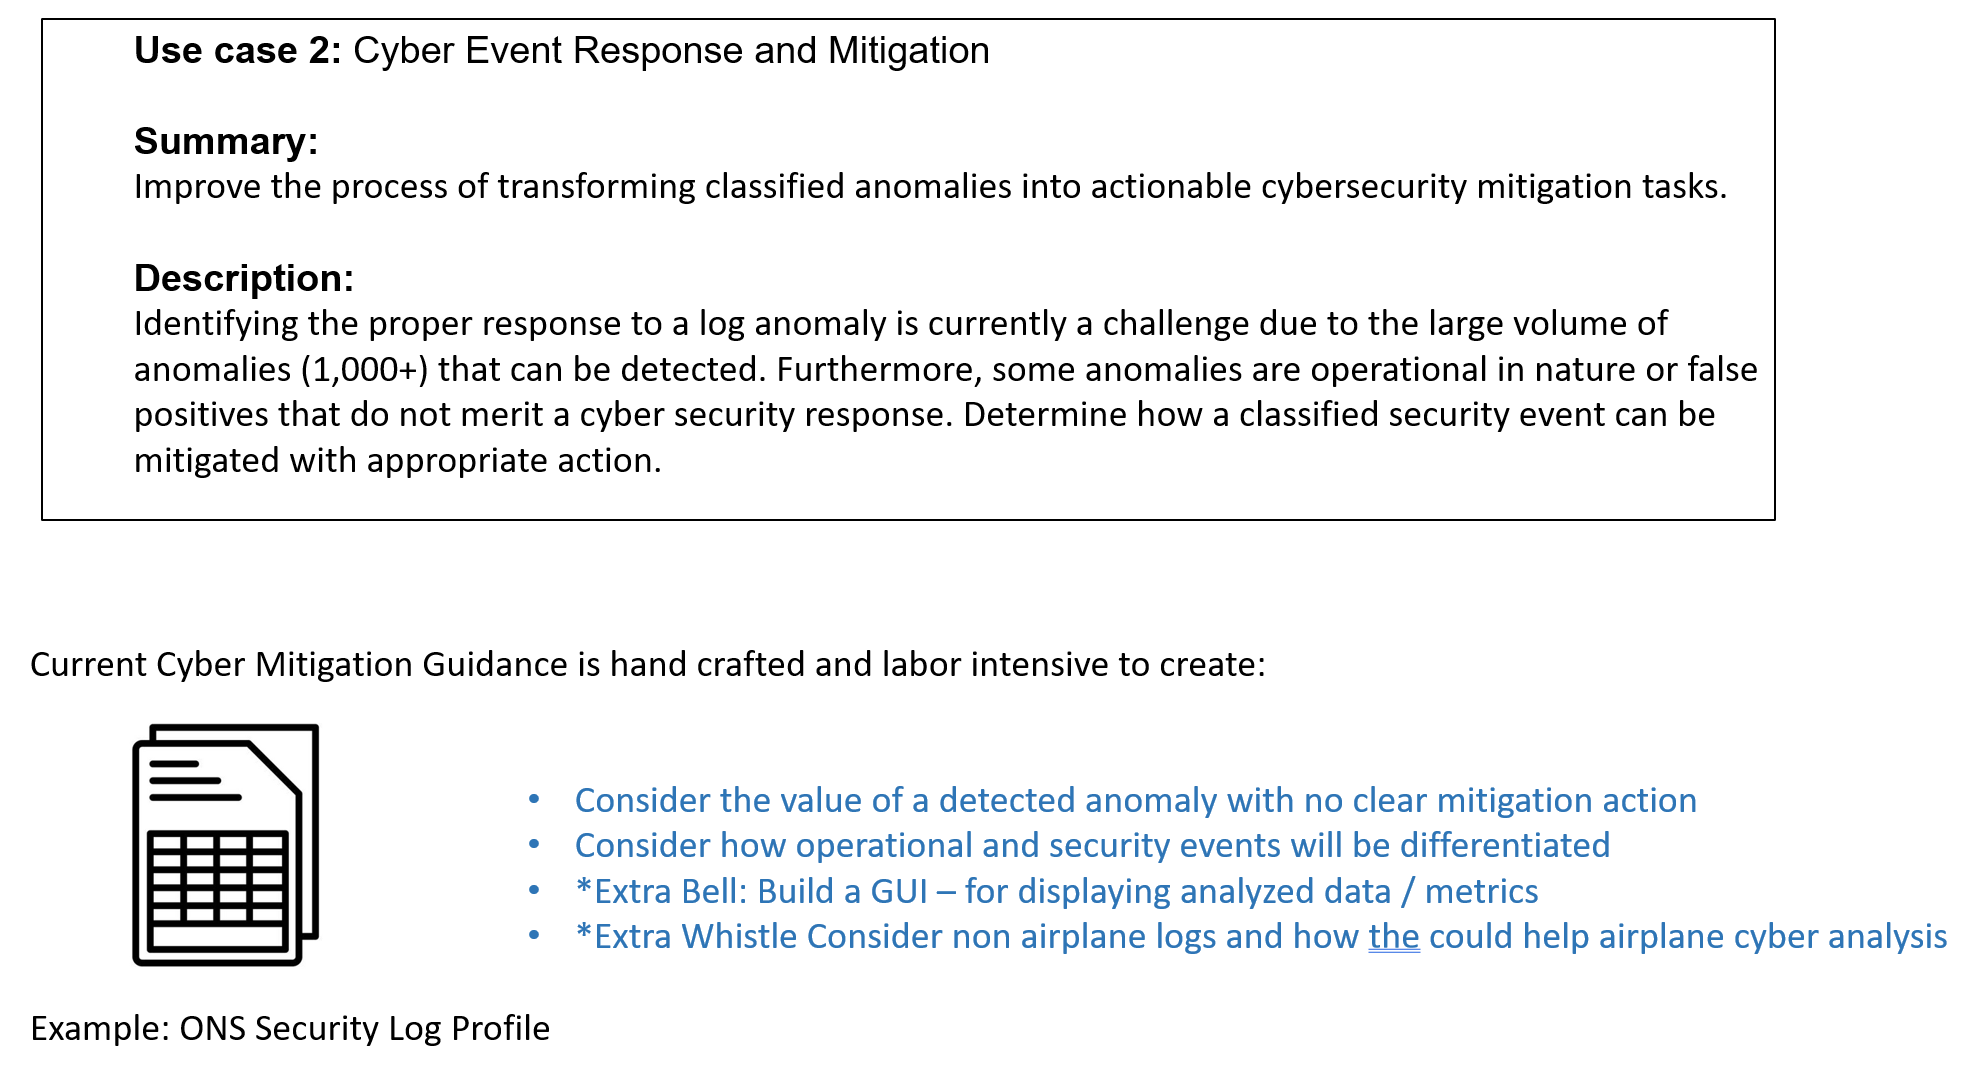 Use case 2: Cyber Event Response and Mitigation
Summary:
Improve the process of transforming classified anomalies into actionable cybersecurity mitigation tasks.
Description:
Identifying the proper response to a log anomaly is currently a challenge due to the large volume of
anomalies (1,000+) that can be detected. Furthermore, some anomalies are operational in nature or false
positives that do not merit a cyber security response. Determine how a classified security event can be
mitigated with appropriate action.
Current Cyber Mitigation Guidance is hand crafted and labor intensive to create:
• Consider the value of a detected anomaly with no clear mitigation action
• Consider how operational and security events will be differentiated
• *Extra Bell: Build a GUI – for displaying analyzed data / metrics
• *Extra Whistle Consider non airplane logs and how the could help airplane cyber analysis
Example: ONS Security Log Profile